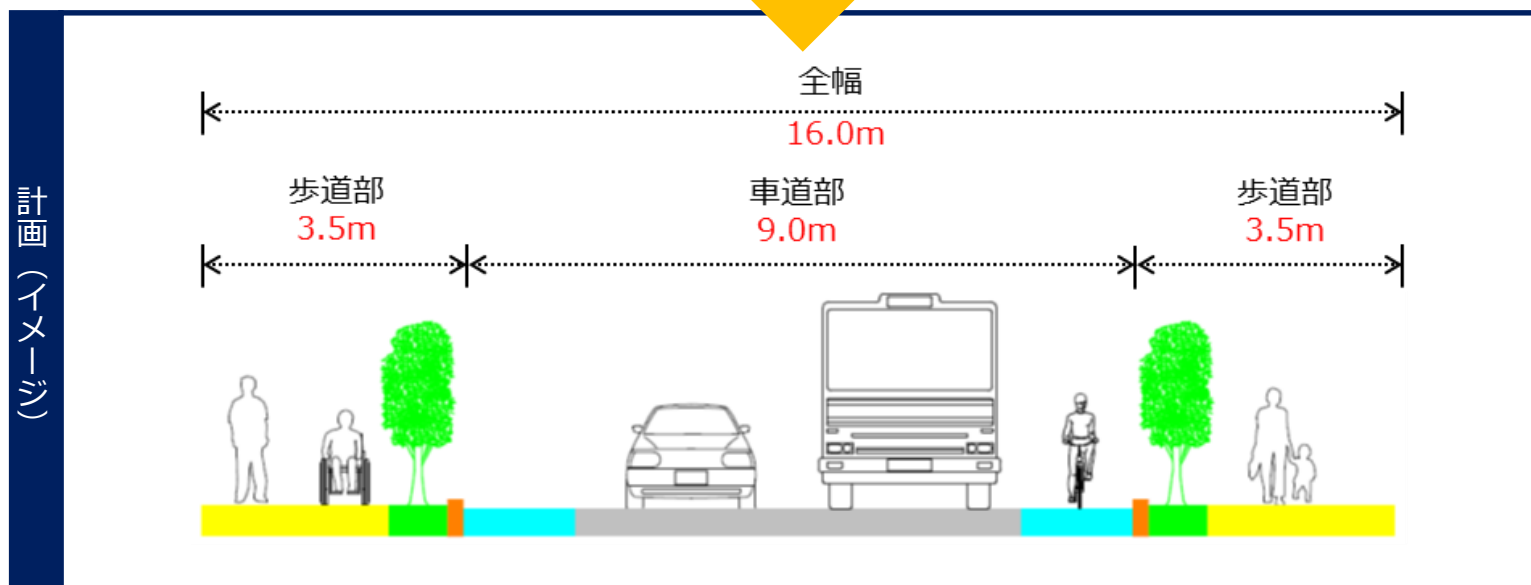 計画（イメージ）
全幅
16.0m
歩道部
3.5m
車道部
9.0m
歩道部
3.5m